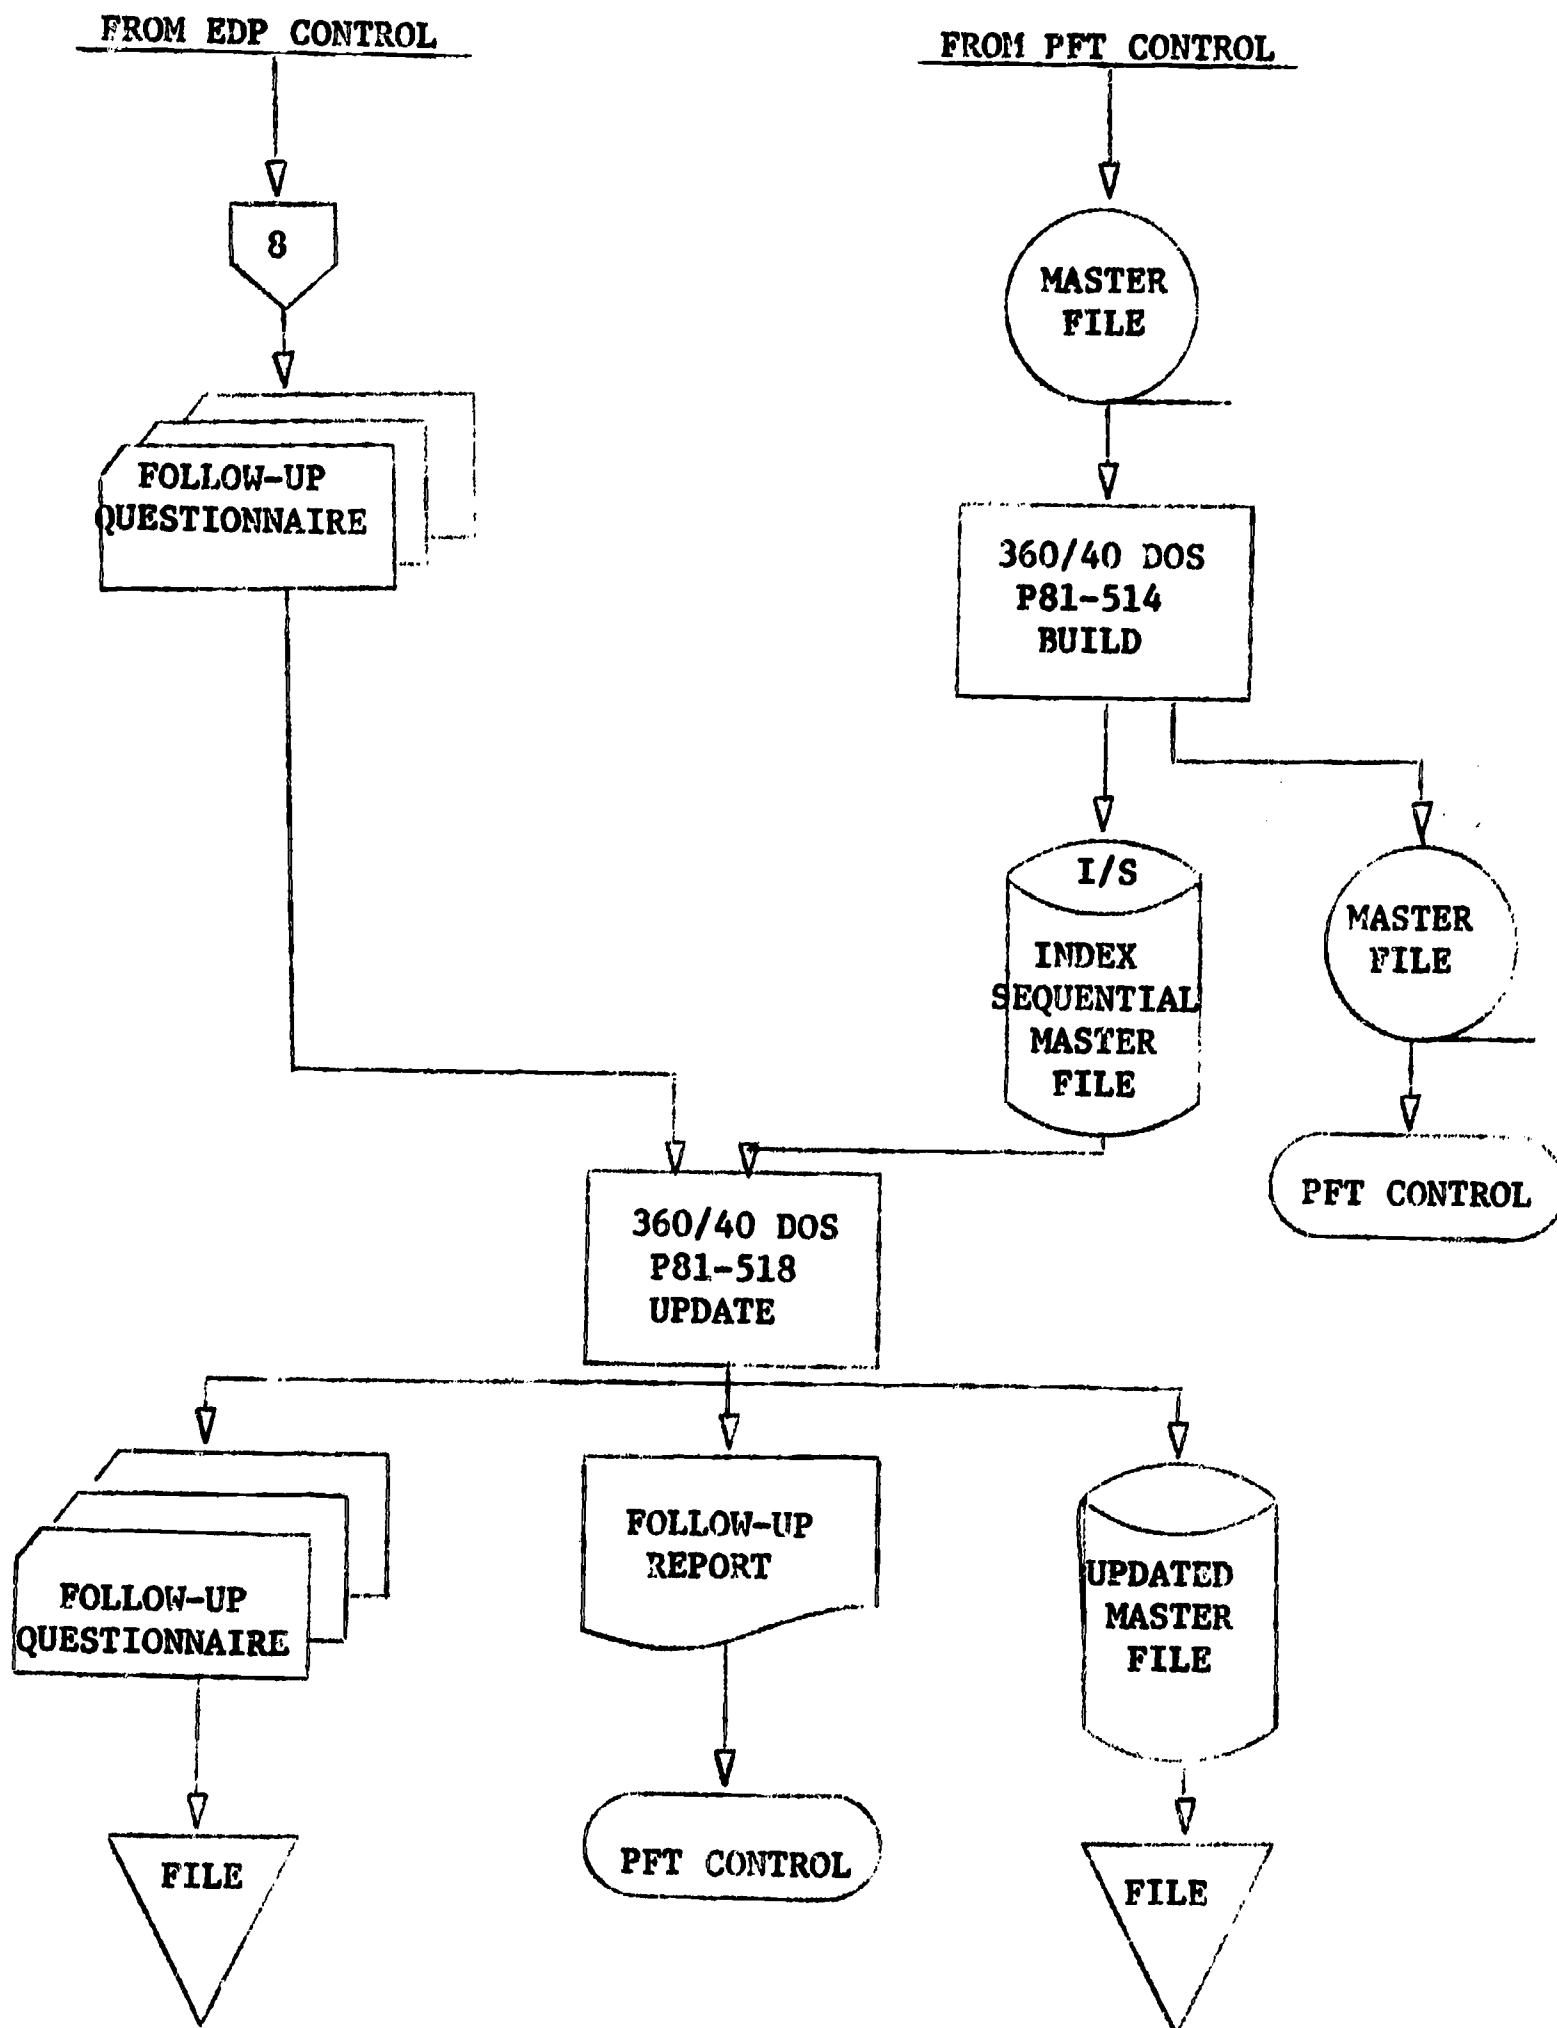 FROM EDP CONTROL
FROM PFT CONTROL
8
MASTER
FILE
FOLLOW-UP
QUESTIONNAIRE
360/40 DOS
P81-514
BUILD
I/S
INDEX
SEQUENTIAL
MASTER
FILE
MASTER
FILE
PFT CONTROL
360/40 DOS
P81-518
UPDATE
FOLLOW-UP
QUESTIONNAIRE
FOLLOW-UP
REPORT
UPDATED
MASTER
FILE
FILE
PFT CONTROL
FILE